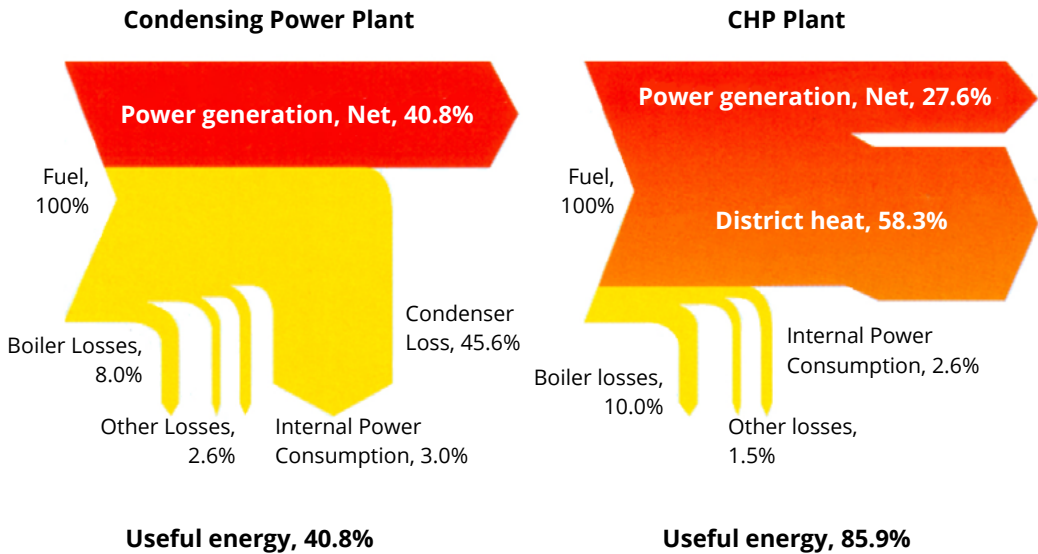 Condensing Power Plant
Power generation, Net, 40.8%
Fuel,
100%
Boiler Losses,
8.0%
Other Losses,
2.6%
Internal Power
Consumption, 3.0%
Condenser
Loss, 45.6%
Useful energy, 40.8%
CHP Plant
Power generation, Net, 27.6%
Fuel,
100%
District heat, 58.3%
Boiler losses,
10.0%
Internal Power
Consumption, 2.6%
Other losses,
1.5%
Useful energy, 85.9%